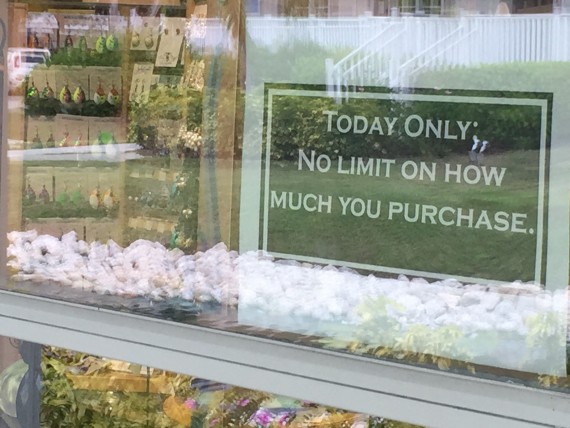 TODAY ONLY:
NO LIMIT ON HOW
MUCH YOU PURCHASE.